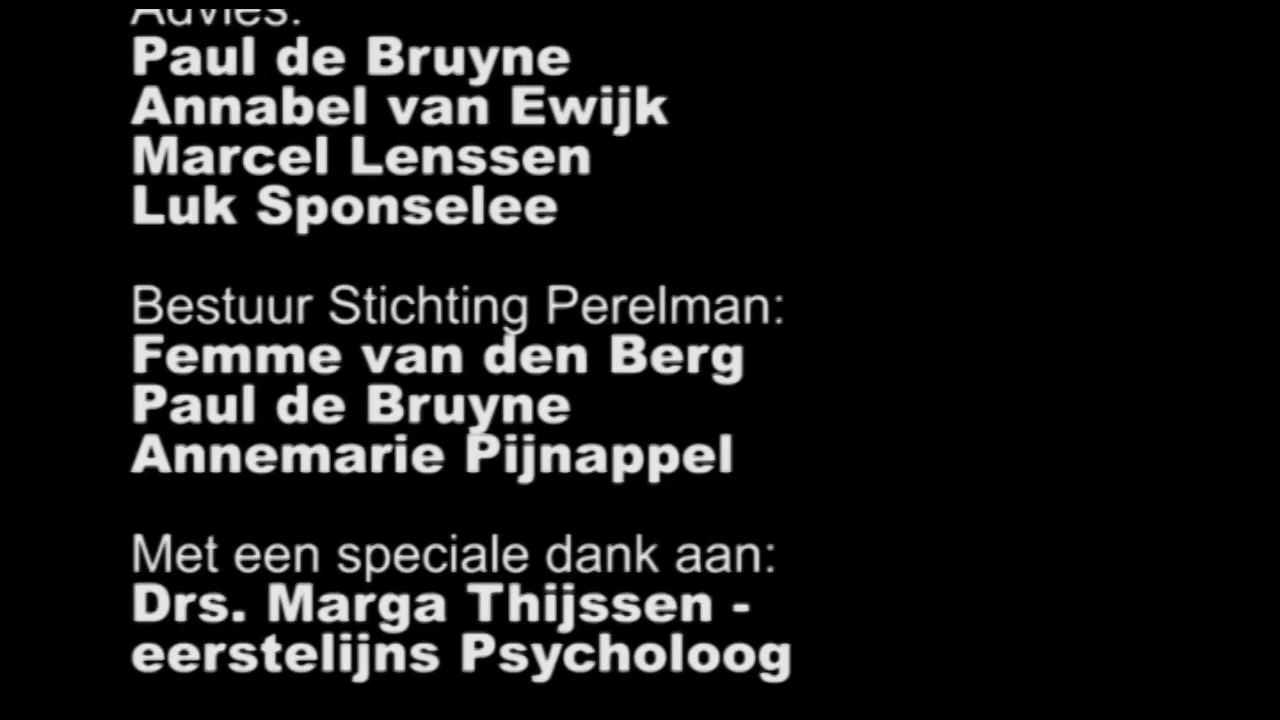 Advies:
Paul de Bruyne
Annabel van Ewijk
Marcel Lenssen
Luk Sponselee
Bestuur Stichting Perelman:
Femme van den Berg
Paul de Bruyne
Annemarie Pijnappel
Met een speciale dank aan:
Drs. Marga Thijssen -
eerstelijns Psycholoog